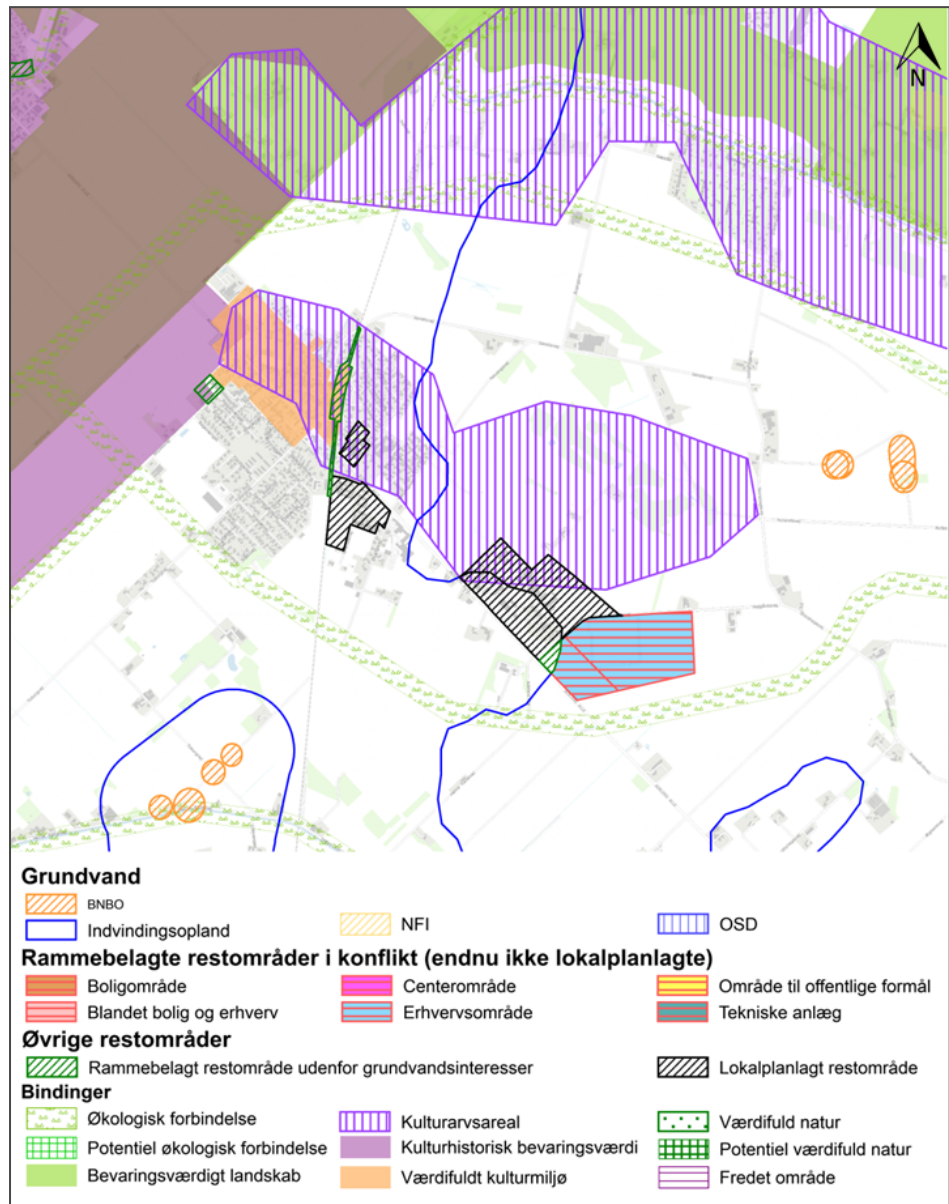 N
Grundvand
BNBO
NFI
OSD
Indvindingsopland
Rammebelagte restområder i konflikt (endnu ikke lokalplanlagte)
Boligområde
Centerområde
Område til offentlige formål
Blandet bolig og erhverv
Erhvervsområde
Tekniske anlæg
Øvrige restområder
Rammebelagt restområde udenfor grundvandsinteresser
Lokalplanlagt restområde
Bindinger
Økologisk forbindelse
Kulturarvsareal
Værdifuld natur
Potentiel økologisk forbindelse
Kulturhistorisk bevaringsværdi
Potentiel værdifuld natur
Bevaringsværdigt landskab
Værdifuldt kulturmiljø
Fredet område